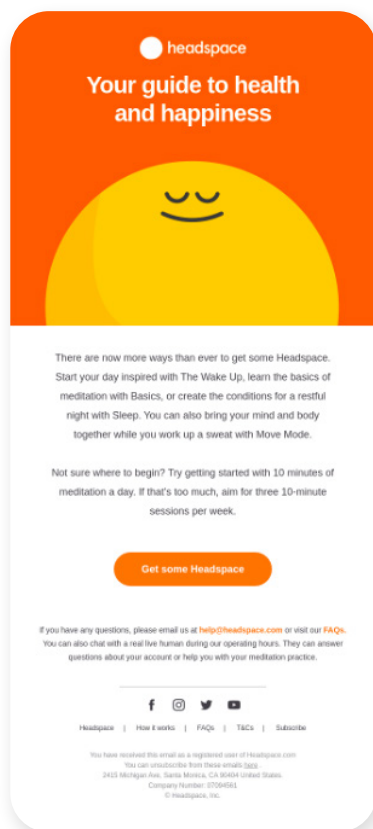 headspace
Your guide to health
and happiness
There are now more ways than ever to get some Headspace.
Start your day inspired with The Wake Up, learn the basics of
meditation with Basics, or create the conditions for a restful
night with Sleep. You can also bring your mind and body
together while you work up a sweat with Move Mode.
Not sure where to begin? Try getting started with 10 minutes of
meditation a day. If that's too much, aim for three 10-minute
sessions per week.
Get some Headspace
If you have any questions, please email us at help@headspace.com or visit our FAQs.
You can also chat with a real live human during our operating hours. They can answer
questions about your account or help you with your meditation practice.
Headspace | How it works | FAQs | T&Cs | Subscribe
You have received this email as a registered user of Headspace.com
You can unsubscribe from these emails here.
2415 Michigan Ave, Santa Monica, CA 90404 United States.
Company Number: 07094561
© Headspace, Inc.